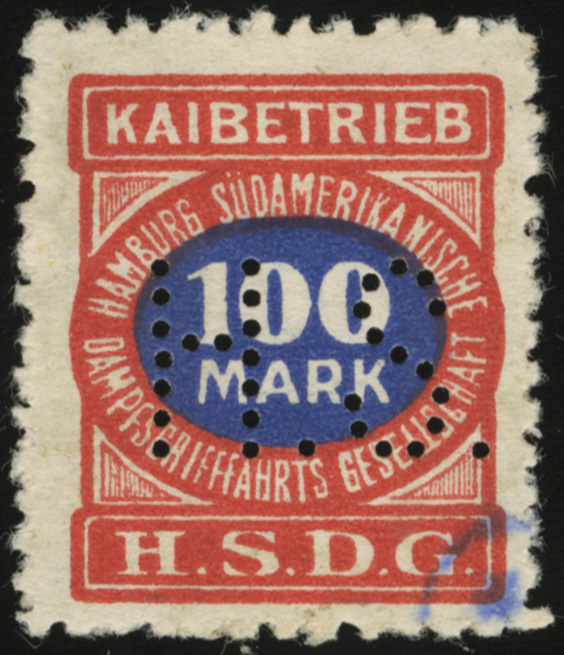 KAIBETRIEB
HAMBURG SÜDAMERIKANISCHE
100
MARK
DAMPFSCHIFFFAHRTS GESELLSCHAFT
H.S.D.G.
H.S.